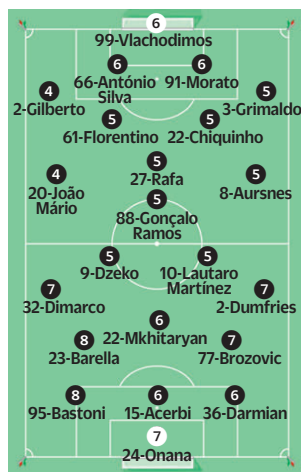 6
99-Vlachodimos
6 6
66-António 91-Morato
Silva
4 5
2-Gilberto 3-Grimaldo
5 5
61-Florentino 22-Chiquinho
5
27-Rafa
4 5
20-João 8-Aursnes
Mário
5
88-Gonçalo
Ramos
5 5
9-Dzeko 10-Lautaro
Martínez
7 7
32-Dimarco 2-Dumfries
6
22-Mkhitaryan
8 7
23-Barella 77-Brozovic
8 6 6
95-Bastoni 15-Acerbi 36-Darmian
7
24-Onana